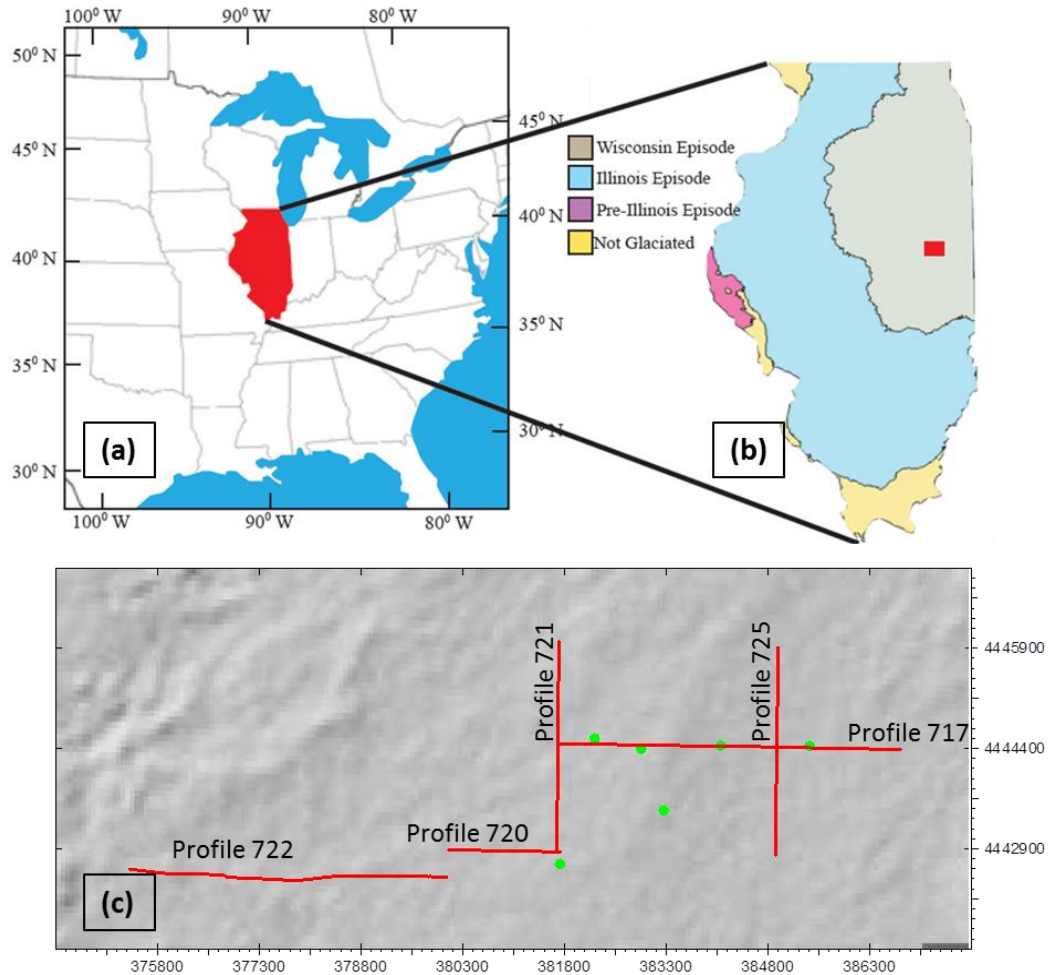 100⁰ W 90⁰ W 80⁰ W
50⁰ N
45⁰ N
40⁰ N
35⁰ N
30⁰ N
45⁰ N
40⁰ N
35⁰ N
30⁰ N
100⁰ W 90⁰ W 80⁰ W
(a)
Wisconsin Episode
Illinois Episode
Pre-Illinois Episode
Not Glaciated
(b)
Profile 721
Profile 725
Profile 717
Profile 720
Profile 722
(c)
4445900
4444400
4442900
375800 377300 378800 380300 381800 383300 384800 386300